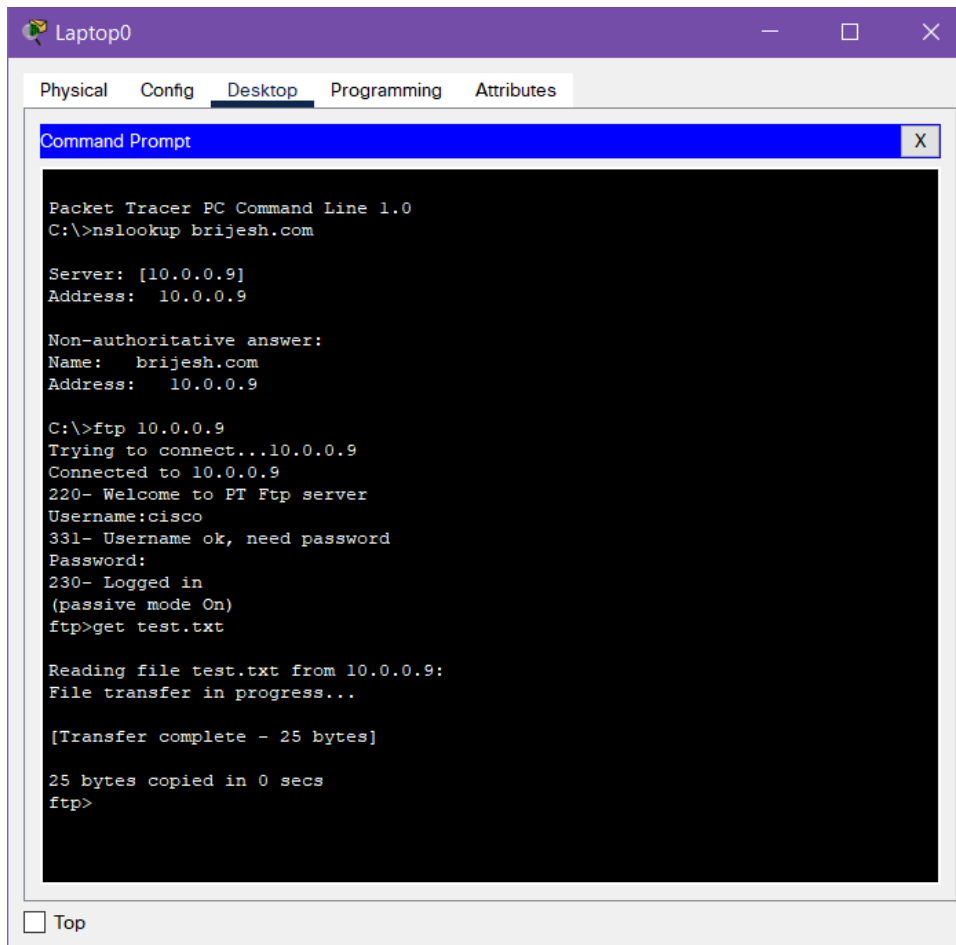 Laptop0
Physical Config Desktop Programming Attributes
Command Prompt
X
Packet Tracer PC Command Line 1.0
C:\>nslookup brijesh.com
Server: [10.0.0.9]
Address:  10.0.0.9
Non-authoritative answer:
Name:   brijesh.com
Address:   10.0.0.9
C:\>ftp 10.0.0.9
Trying to connect...10.0.0.9
Connected to 10.0.0.9
220- Welcome to PT Ftp server
Username:cisco
331- Username ok, need password
Password:
230- Logged in
(passive mode On)
ftp>get test.txt
Reading file test.txt from 10.0.0.9:
File transfer in progress...
[Transfer complete - 25 bytes]
25 bytes copied in 0 secs
ftp>
Top